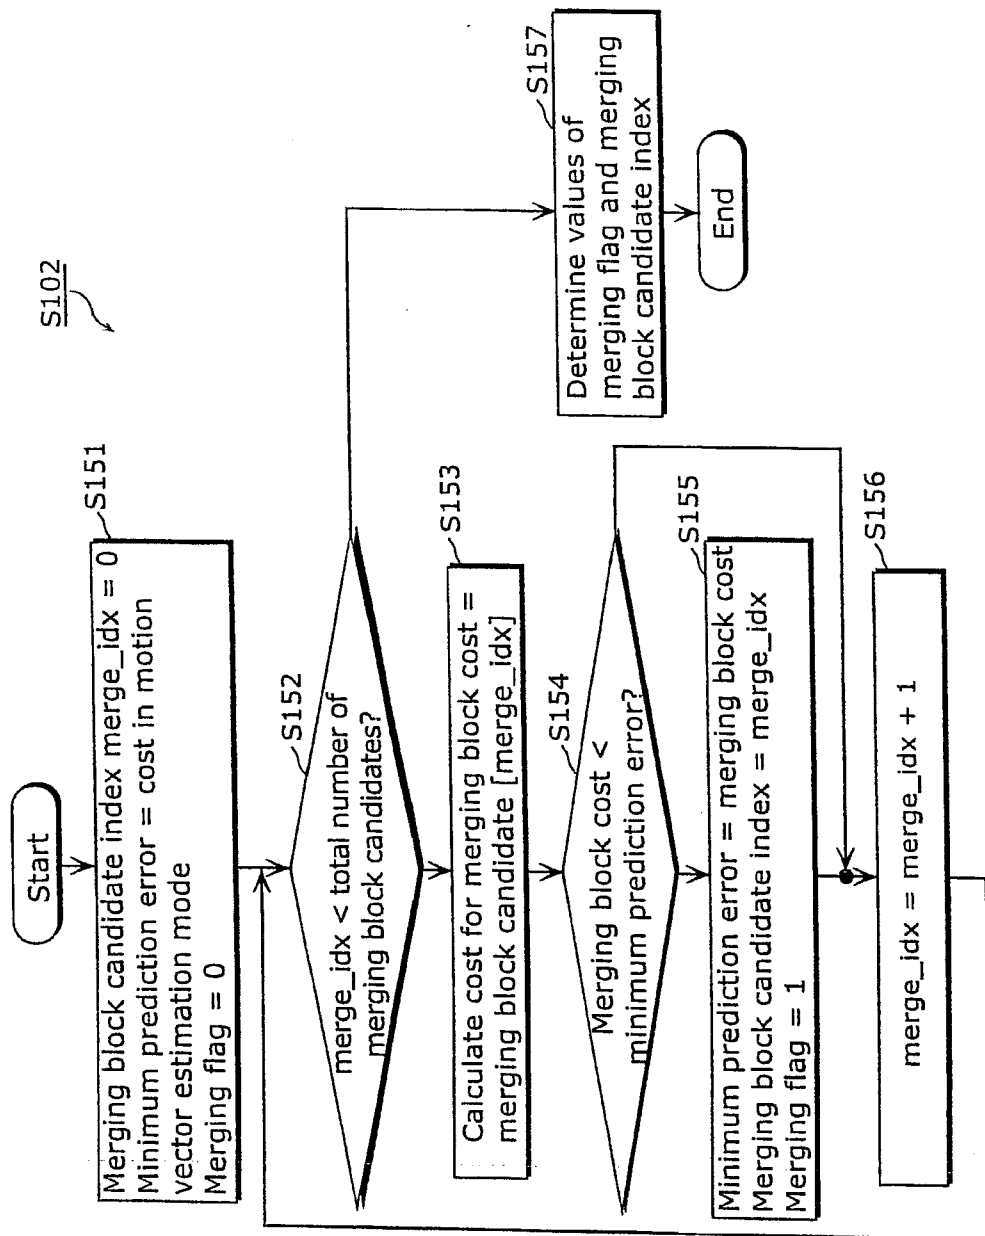 S102
Start
S151
Merging block candidate index merge_idx = 0
Minimum prediction error = cost in motion
vector estimation mode
Merging flag = 0
S152
merge_idx < total number of
merging block candidates?
S153
Calculate cost for merging block cost =
merging block candidate [merge_idx]
S154
Merging block cost <
minimum prediction error?
S155
Minimum prediction error = merging block cost
Merging block candidate index = merge_idx
Merging flag = 1
S156
merge_idx = merge_idx + 1
S157
Determine values of
merging flag and merging
block candidate index
End